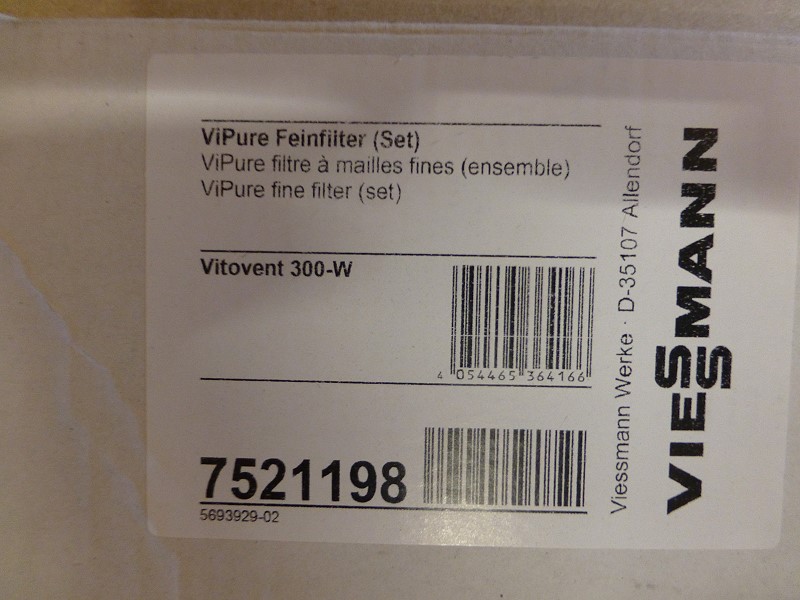 ViPure Feinfilter (Set)
ViPure filtre à mailles fines (ensemble)
ViPure fine filter (set)
Vitovent 300-W
4 054465 364166
7521198
5693929-02
Viessmann Werke · D-35107 Allendorf
VIESSMANN